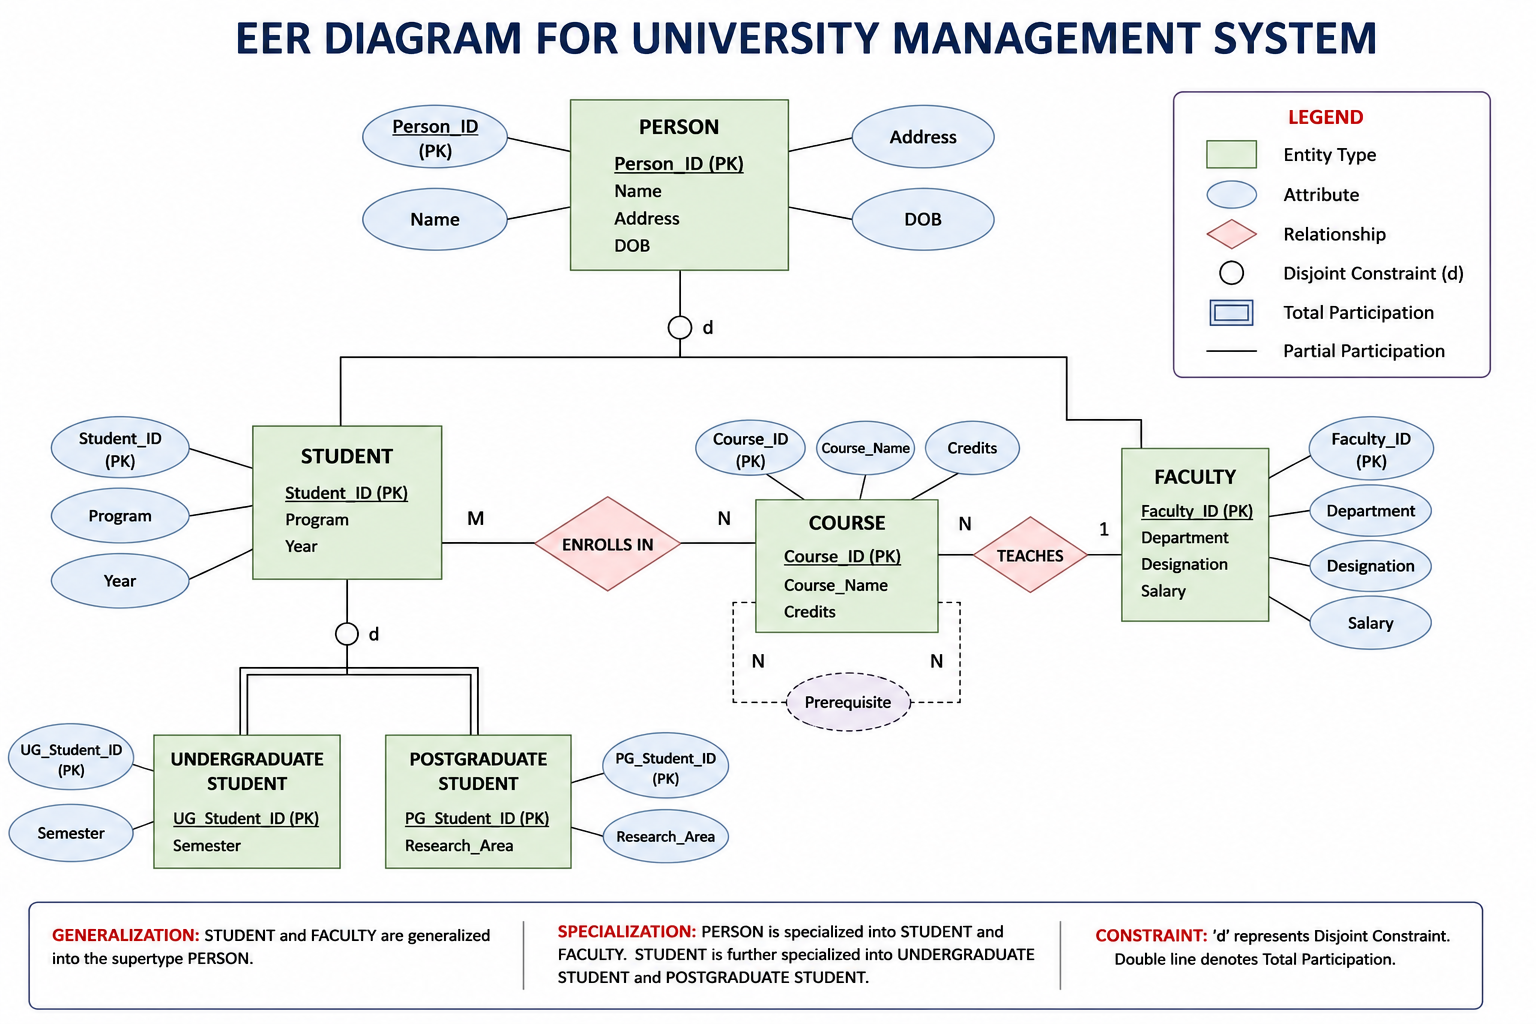 EER DIAGRAM FOR UNIVERSITY MANAGEMENT SYSTEM
Person_ID
(PK)
Name
PERSON
Person_ID (PK)
Name
Address
DOB
Address
DOB
LEGEND
Entity Type
Attribute
Relationship
Disjoint Constraint (d)
Total Participation
Partial Participation
d
Student_ID
(PK)
Program
Year
STUDENT
Student_ID (PK)
Program
Year
M
ENROLLS IN
N
Course_ID
(PK)
Course_Name
Credits
COURSE
Course_ID (PK)
Course_Name
Credits
N
TEACHES
1
FACULTY
Faculty_ID (PK)
Department
Designation
Salary
Faculty_ID
(PK)
Department
Designation
Salary
N
N
Prerequisite
d
UG_Student_ID
(PK)
Semester
UNDERGRADUATE
STUDENT
UG_Student_ID (PK)
Semester
POSTGRADUATE
STUDENT
PG_Student_ID (PK)
Research_Area
PG_Student_ID
(PK)
Research_Area
GENERALIZATION: STUDENT and FACULTY are generalized
into the supertype PERSON.
SPECIALIZATION: PERSON is specialized into STUDENT and
FACULTY. STUDENT is further specialized into UNDERGRADUATE
STUDENT and POSTGRADUATE STUDENT.
CONSTRAINT: 'd' represents Disjoint Constraint.
Double line denotes Total Participation.